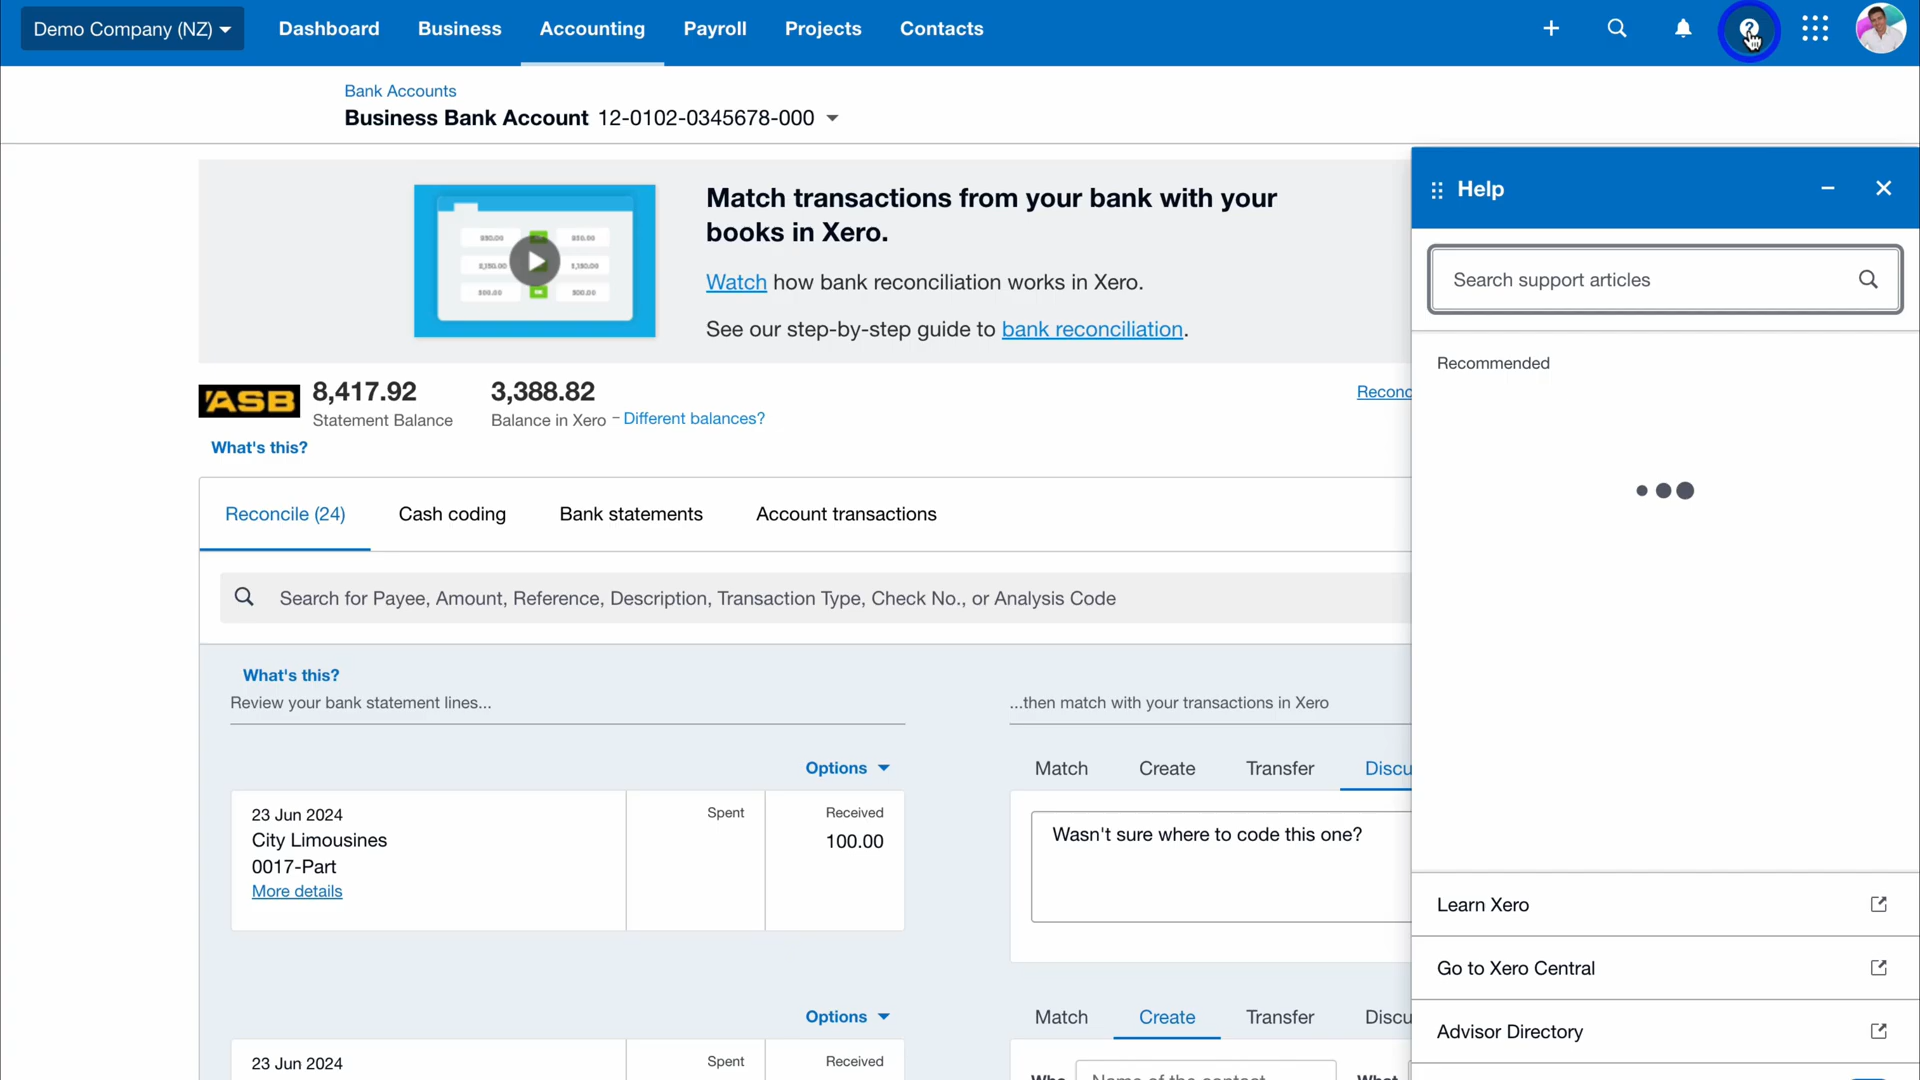 Demo Company (NZ)
Dashboard
Business
Accounting
Payroll
Projects
Contacts
Bank Accounts
Business Bank Account 12-0102-0345678-000
Help
Match transactions from your bank with your
books in Xero.
Watch how bank reconciliation works in Xero.
See our step-by-step guide to bank reconciliation.
Search support articles
Recommended
ASB
8,417.92
Statement Balance
3,388.82
Balance in Xero - Different balances?
Reconc
What's this?
Reconcile (24)
Cash coding
Bank statements
Account transactions
Search for Payee, Amount, Reference, Description, Transaction Type, Check No., or Analysis Code
What's this?
Review your bank statement lines...
...then match with your transactions in Xero
Options
Match
Create
Transfer
Discu
23 Jun 2024
City Limousines
0017-Part
More details
Spent
Received
100.00
Wasn't sure where to code this one?
Learn Xero
Go to Xero Central
Advisor Directory
Options
Match
Create
Transfer
Discu
23 Jun 2024
Spent
Received
Who
Name of the contact
What